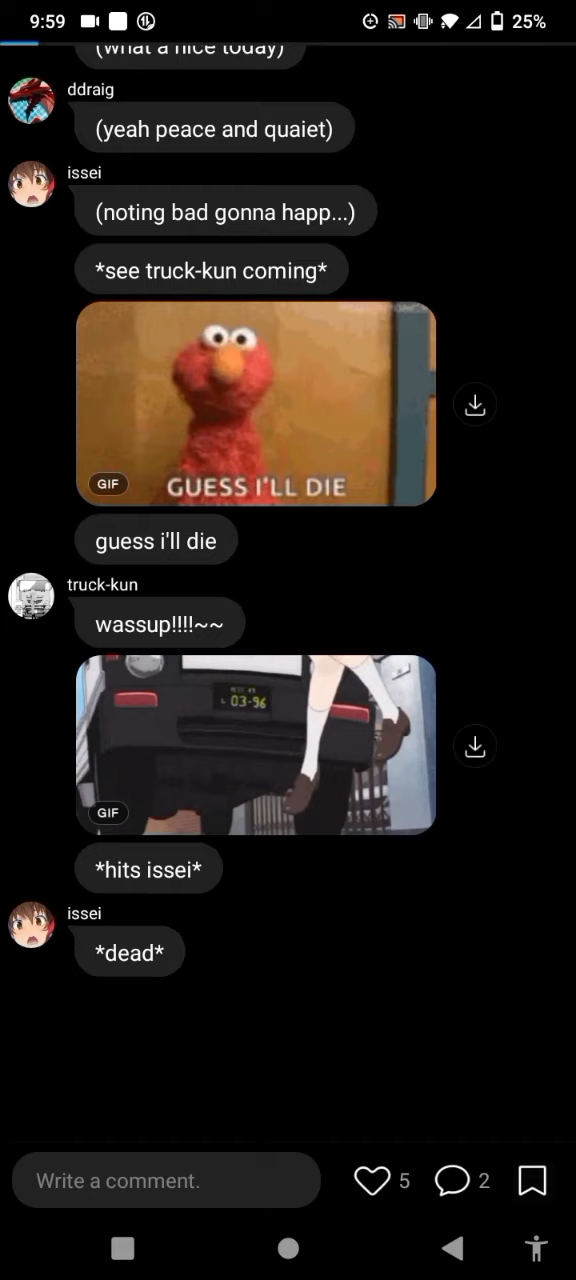 9:59
25%
(what a nice today)
ddraig
(yeah peace and quaiet)
issei
(noting bad gonna happ...)
*see truck-kun coming*
GIF
GUESS I'LL DIE
guess i'll die
truck-kun
wassup!!!!~~
03-96
GIF
*hits issei*
issei
*dead*
Write a comment.
5
2